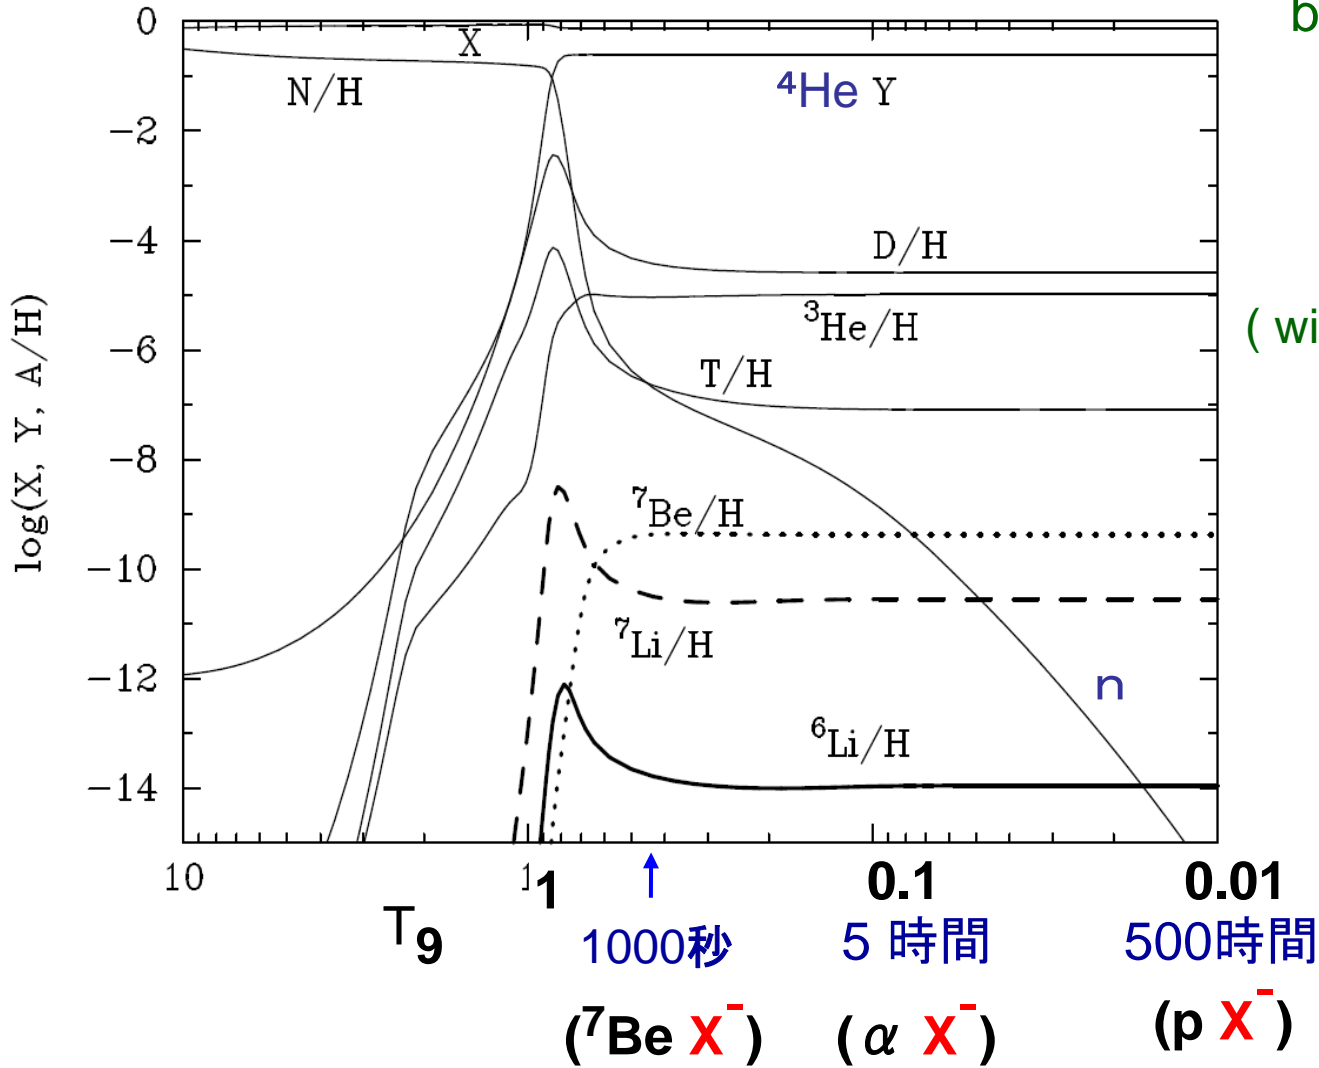 b
0
X
N/H
⁴He Y
−2
−4
D/H
³He/H
( wi
log(X, Y, A/H)
−6
T/H
−8
⁷Be/H
−10
⁷Li/H
−12
n
⁶Li/H
−14
10 1 1 0.1 0.01
T₉
1000秒 5 時間 500時間
(⁷Be X⁻) (α X⁻) (p X⁻)